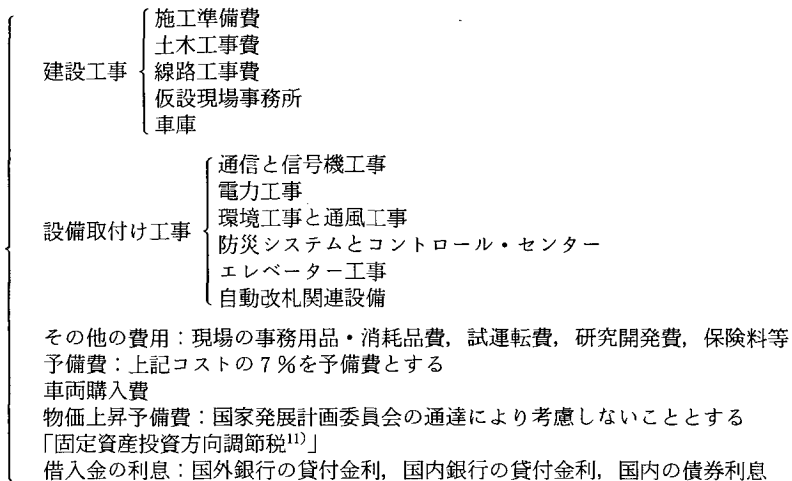 建設工事
施工準備費
土木工事費
線路工事費
仮設現場事務所
車庫
設備取付け工事
通信と信号機工事
電力工事
環境工事と通風工事
防災システムとコントロール・センター
エレベーター工事
自動改札関連設備
その他の費用:現場の事務用品・消耗品費,試運転費,研究開発費,保険料等
予備費:上記コストの7%を予備費とする
車両購入費
物価上昇予備費:国家発展計画委員会の通達により考慮しないこととする
「固定資産投資方向調節税11)」
借入金の利息:国外銀行の貸付金利,国内銀行の貸付金利,国内の債券利息